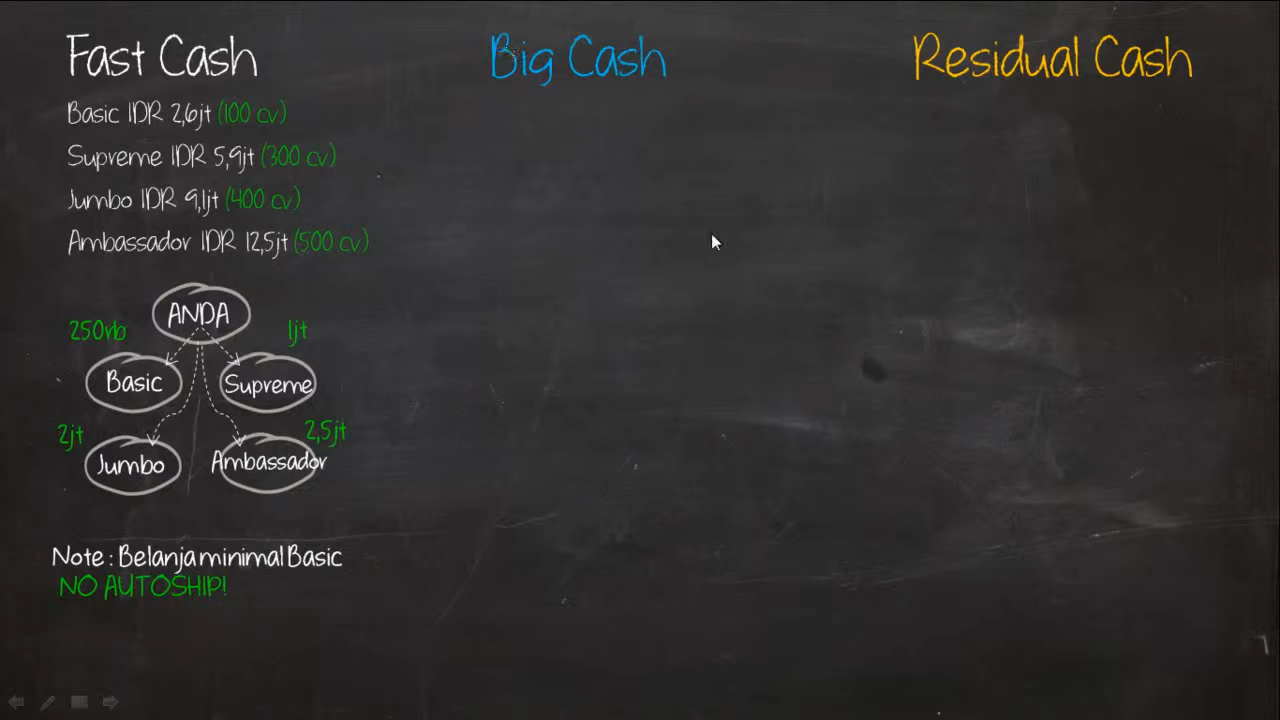 Fast Cash
Big Cash
Residual Cash
Basic IDR 2,6jt (100 cv)
Supreme IDR 5,9jt (300 cv)
Jumbo IDR 9,1jt (400 cv)
Ambassador IDR 12,5jt (500 cv)
ANDA
250rb
1jt
Basic
Supreme
2jt
2,5jt
Jumbo
Ambassador
Note : Belanja minimal Basic
NO AUTOSHIP!